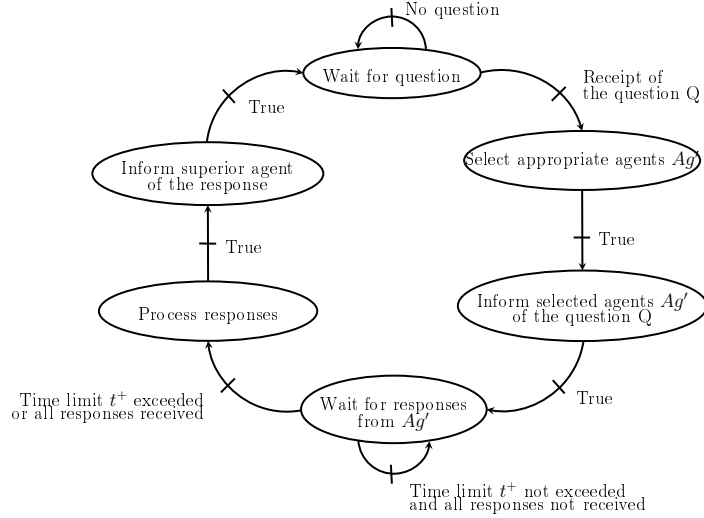 No question
Wait for question
Receipt of
the question Q
True
Select appropriate agents Ag′
Inform superior agent
of the response
True
True
Inform selected agents Ag′
of the question Q
Process responses
True
Time limit t⁺ exceeded
or all responses received
Wait for responses
from Ag′
Time limit t⁺ not exceeded
and all responses not received